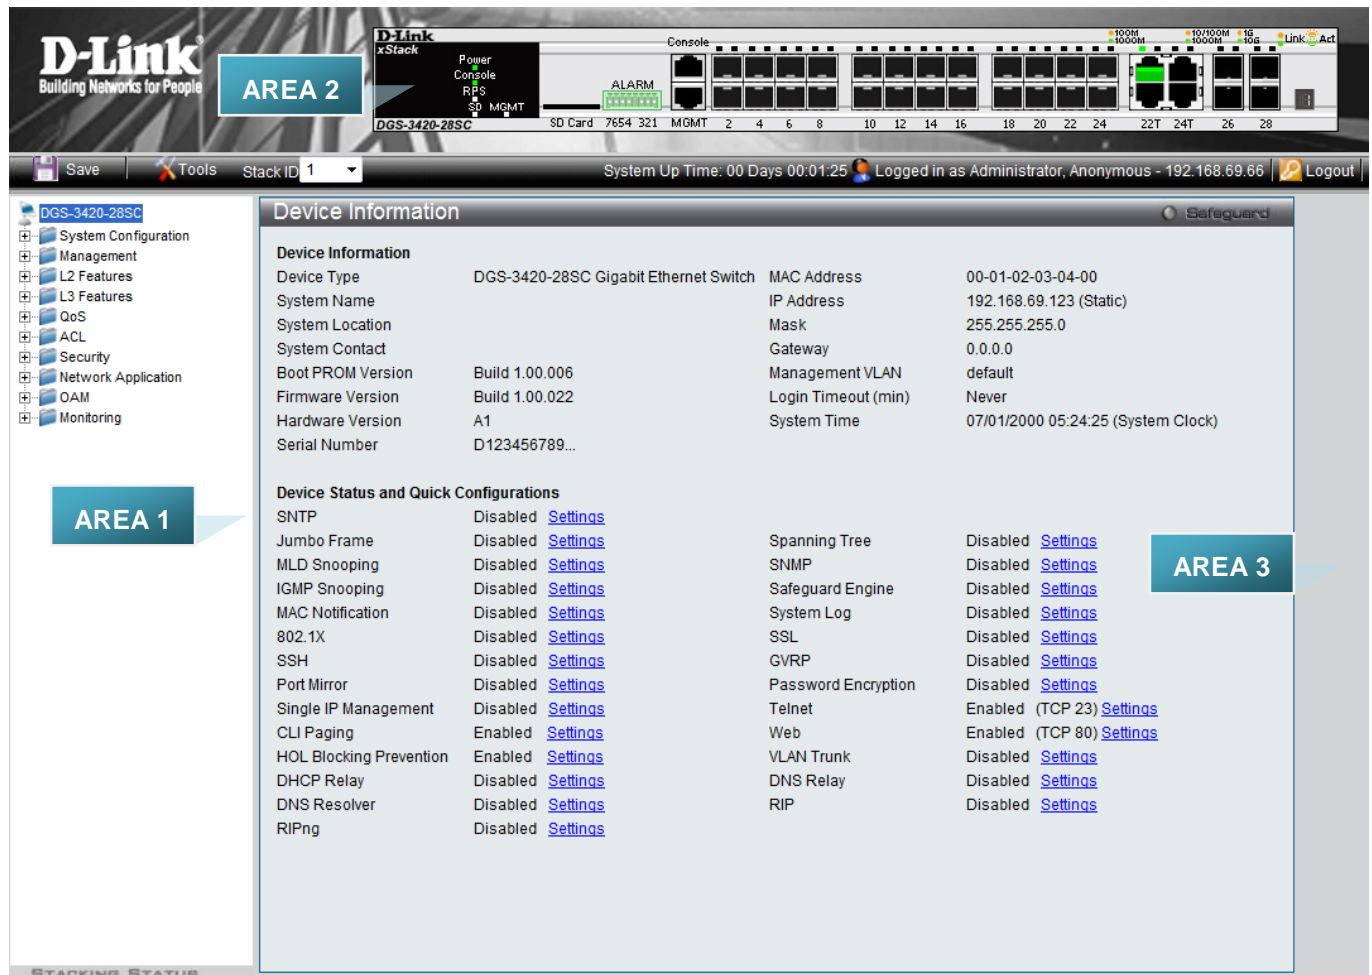 D-Link
Building Networks for People
AREA 2
D-Link
xStack
Power
Console
RPS
SD MGMT
DGS-3420-28SC
SD Card
ALARM
7654 321
Console
MGMT
2 4 6 8 10 12 14 16 18 20 22 24 22T 24T 26 28
100M
1000M
10/100M
1000M
1G
10G
Link
Act
Save
Tools
Stack ID 1
System Up Time: 00 Days 00:01:25
Logged in as Administrator, Anonymous - 192.168.69.66
Logout
DGS-3420-28SC
System Configuration
Management
L2 Features
L3 Features
QoS
ACL
Security
Network Application
OAM
Monitoring
AREA 1
STACKING STATUS
Device Information
Safeguard
Device Information
Device Type DGS-3420-28SC Gigabit Ethernet Switch MAC Address 00-01-02-03-04-00
System Name IP Address 192.168.69.123 (Static)
System Location Mask 255.255.255.0
System Contact Gateway 0.0.0.0
Boot PROM Version Build 1.00.006 Management VLAN default
Firmware Version Build 1.00.022 Login Timeout (min) Never
Hardware Version A1 System Time 07/01/2000 05:24:25 (System Clock)
Serial Number D123456789...
Device Status and Quick Configurations
SNTP Disabled Settings
Jumbo Frame Disabled Settings Spanning Tree Disabled Settings
MLD Snooping Disabled Settings SNMP Disabled Settings
IGMP Snooping Disabled Settings Safeguard Engine Disabled Settings
MAC Notification Disabled Settings System Log Disabled Settings
802.1X Disabled Settings SSL Disabled Settings
SSH Disabled Settings GVRP Disabled Settings
Port Mirror Disabled Settings Password Encryption Disabled Settings
Single IP Management Disabled Settings Telnet Enabled (TCP 23) Settings
CLI Paging Enabled Settings Web Enabled (TCP 80) Settings
HOL Blocking Prevention Enabled Settings VLAN Trunk Disabled Settings
DHCP Relay Disabled Settings DNS Relay Disabled Settings
DNS Resolver Disabled Settings RIP Disabled Settings
RIPng Disabled Settings
AREA 3